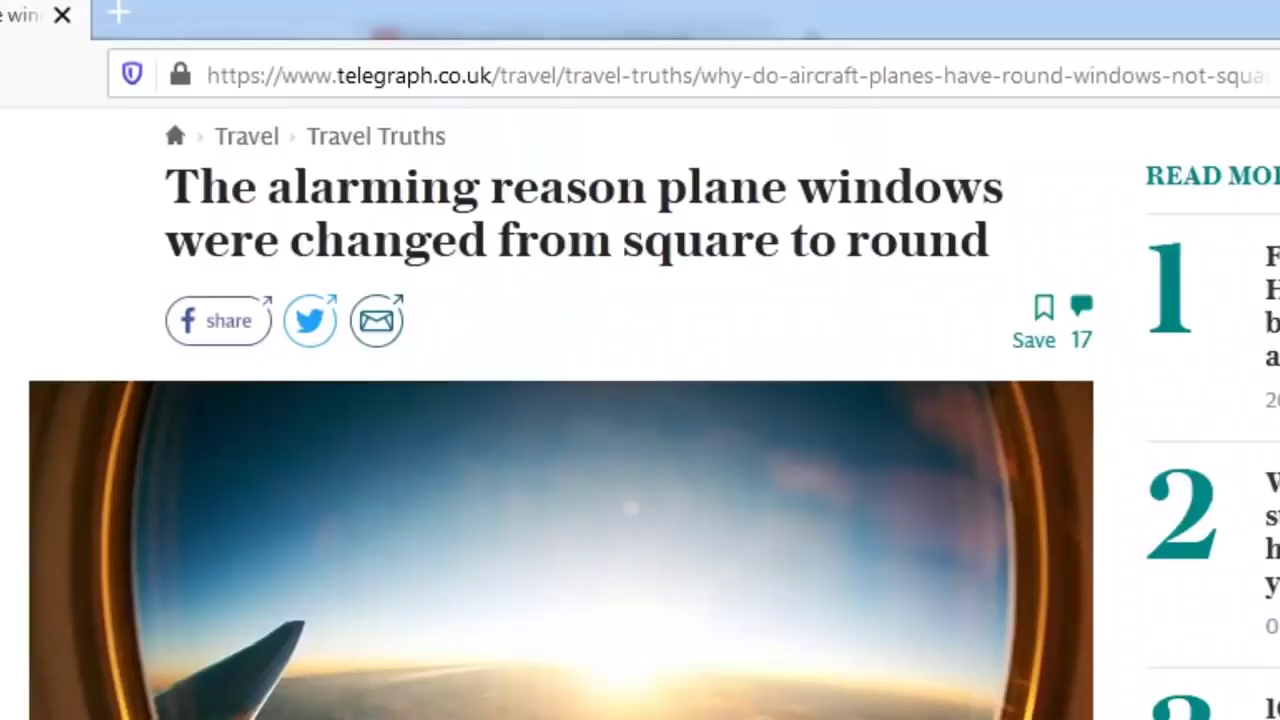 https://www.telegraph.co.uk/travel/travel-truths/why-do-aircraft-planes-have-round-windows-not-squa
Travel › Travel Truths
The alarming reason plane windows
were changed from square to round
READ MO
share
Save 17
1
2